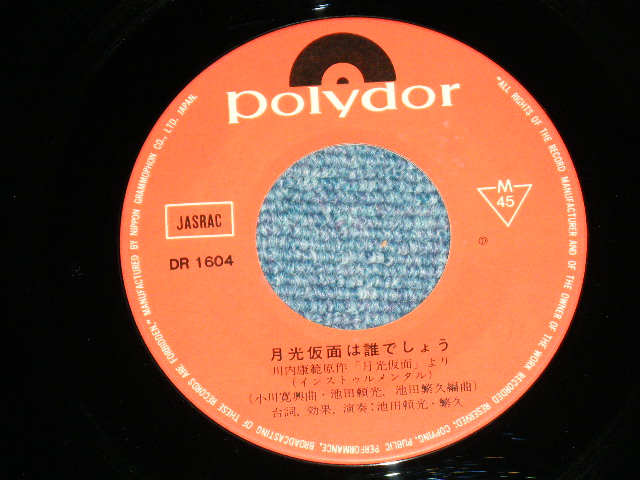 polydor
JASRAC
DR 1604
M
45
Ⓟ
月光仮面は誰でしょう
川内康範原作「月光仮面」より
(インストゥルメンタル)
(小川寛興曲・池田頼光, 池田繁久編曲)
台詞, 効果, 演奏:池田頼光・繁久
"ALL RIGHTS OF THE RECORD MANUFACTURER AND OF THE OWNER OF THE WORK RECORDED RESERVED: COPYING, PUBLIC PERFORMANCE, BROADCASTING OF THESE RECORDS ARE FORBIDDEN." MANUFACTURED BY NIPPON GRAMMOPHON CO., LTD. JAPAN.